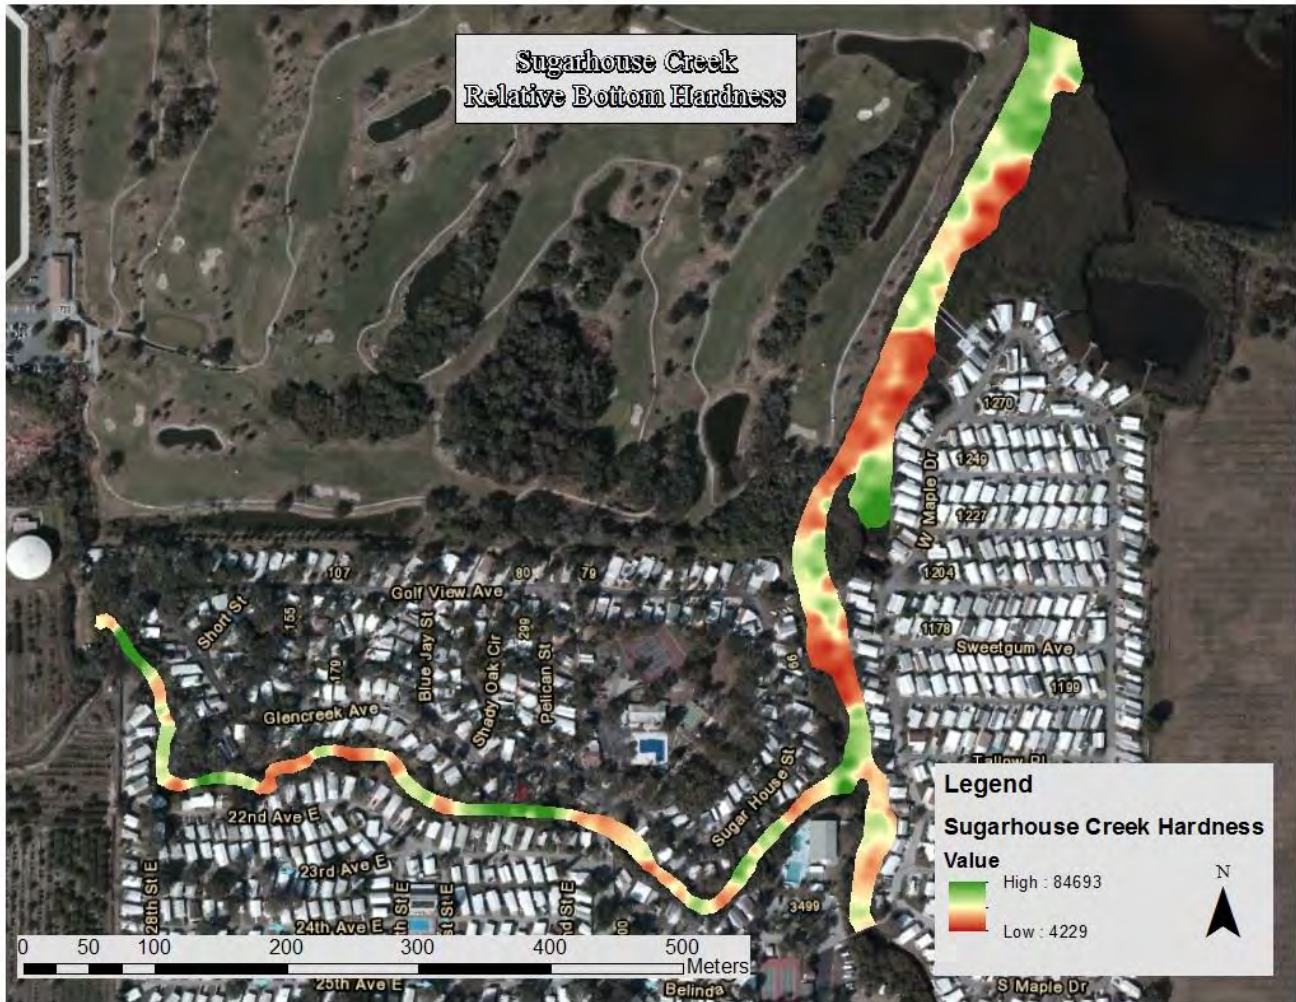 Sugarhouse Creek
Relative Bottom Hardness
1270
1249
W Maple Dr
1227
1204
107
80
79
Golf View Ave
Short St
155
Blue Jay St
Shady Oak Cir
299
Pelican St
1178
Sweetgum Ave
179
66
1199
Glencreek Ave
Sugar House St
Tallow Pl
22nd Ave E
23rd Ave E
28th St E
24th Ave E
3499
25th Ave E
Belinda
S Maple Dr
Legend
Sugarhouse Creek Hardness
Value
High : 84693
Low : 4229
N
0 50 100 200 300 400 500
Meters